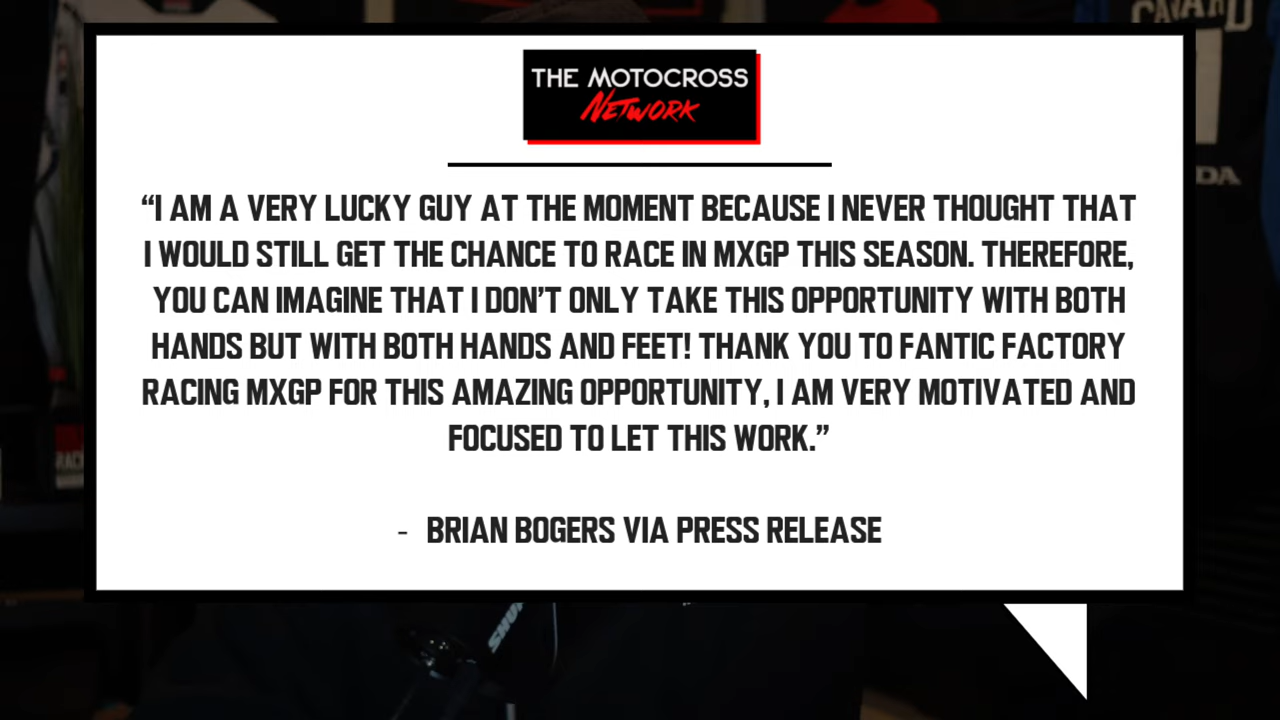 CANARD
THE MOTOCROSS
NETWORK
“I AM A VERY LUCKY GUY AT THE MOMENT BECAUSE I NEVER THOUGHT THAT
I WOULD STILL GET THE CHANCE TO RACE IN MXGP THIS SEASON. THEREFORE,
YOU CAN IMAGINE THAT I DON’T ONLY TAKE THIS OPPORTUNITY WITH BOTH
HANDS BUT WITH BOTH HANDS AND FEET! THANK YOU TO FANTIC FACTORY
RACING MXGP FOR THIS AMAZING OPPORTUNITY, I AM VERY MOTIVATED AND
FOCUSED TO LET THIS WORK.”
- BRIAN BOGERS VIA PRESS RELEASE